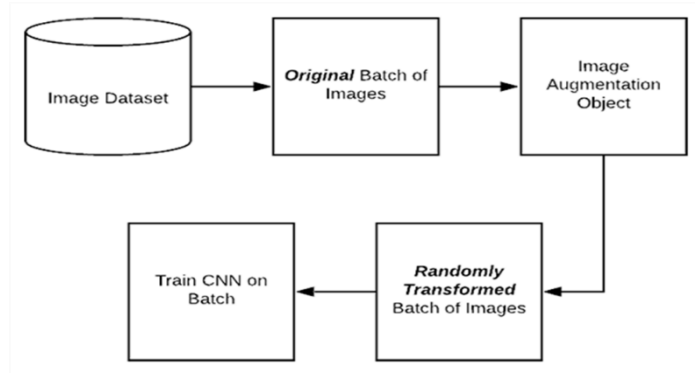 Image Dataset
Original Batch of
Images
Image
Augmentation
Object
Randomly
Transformed
Batch of Images
Train CNN on
Batch